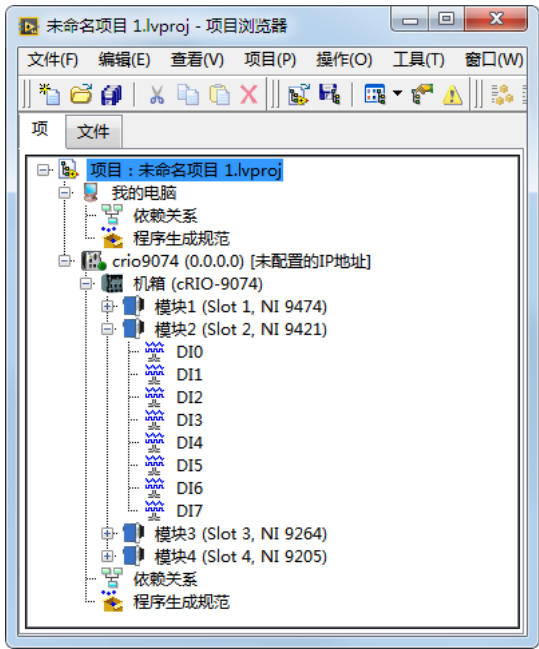 未命名项目 1.lvproj - 项目浏览器
文件(F) 编辑(E) 查看(V) 项目(P) 操作(O) 工具(T) 窗口(W)
项 文件
项目：未命名项目 1.lvproj
我的电脑
依赖关系
程序生成规范
crio9074 (0.0.0.0) [未配置的IP地址]
机箱 (cRIO-9074)
模块1 (Slot 1, NI 9474)
模块2 (Slot 2, NI 9421)
DI0
DI1
DI2
DI3
DI4
DI5
DI6
DI7
模块3 (Slot 3, NI 9264)
模块4 (Slot 4, NI 9205)
依赖关系
程序生成规范